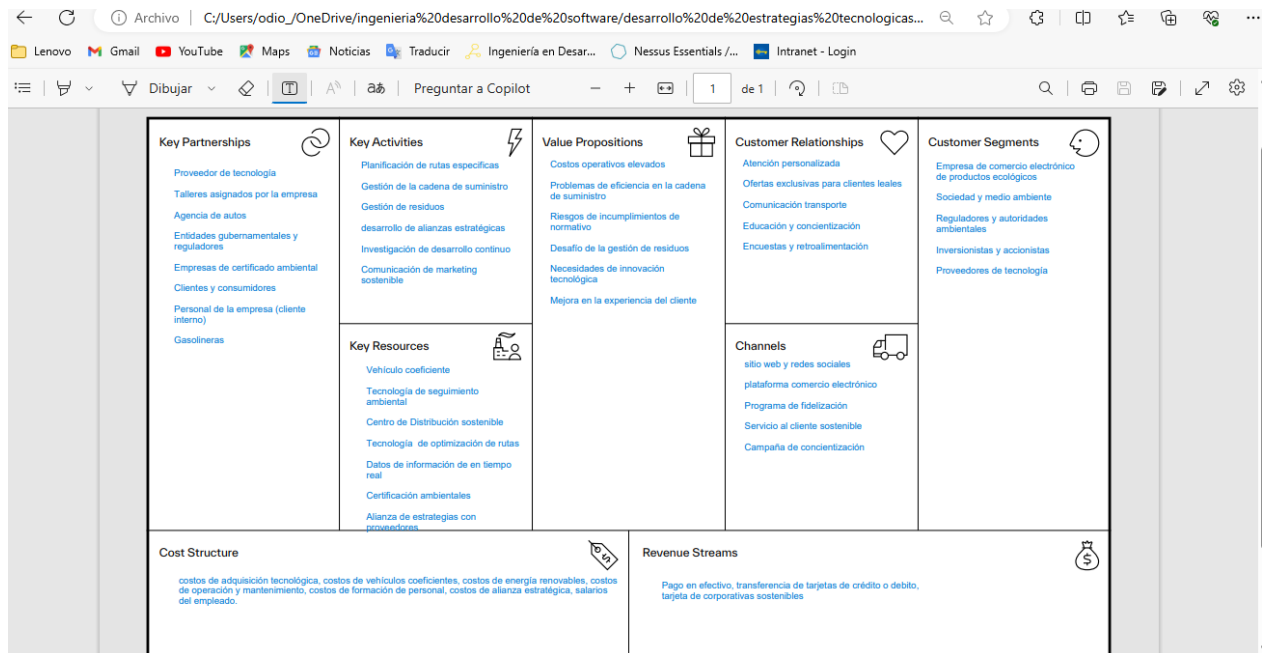 Archivo
C:/Users/odio_/OneDrive/ingenieria%20desarrollo%20de%20software/desarrollo%20de%20estrategias%20tecnologicas...
Lenovo
Gmail
YouTube
Maps
Noticias
Traducir
Ingeniería en Desar...
Nessus Essentials /...
Intranet - Login
Dibujar
aあ
Preguntar a Copilot
1
de 1
Key Partnerships
Proveedor de tecnología
Talleres asignados por la empresa
Agencia de autos
Entidades gubernamentales y
reguladores
Empresas de certificado ambiental
Clientes y consumidores
Personal de la empresa (cliente
interno)
Gasolineras
Key Activities
Planificación de rutas específicas
Gestión de la cadena de suministro
Gestión de residuos
desarrollo de alianzas estratégicas
Investigación de desarrollo continuo
Comunicación de marketing
sostenible
Key Resources
Vehículo coeficiente
Tecnología de seguimiento
ambiental
Centro de Distribución sostenible
Tecnología de optimización de rutas
Datos de información de en tiempo
real
Certificación ambientales
Alianza de estrategias con
proveedores
Value Propositions
Costos operativos elevados
Problemas de eficiencia en la cadena
de suministro
Riesgos de incumplimientos de
normativo
Desafío de la gestión de residuos
Necesidades de innovación
tecnológica
Mejora en la experiencia del cliente
Customer Relationships
Atención personalizada
Ofertas exclusivas para clientes leales
Comunicación transporte
Educación y concientización
Encuestas y retroalimentación
Channels
sitio web y redes sociales
plataforma comercio electrónico
Programa de fidelización
Servicio al cliente sostenible
Campaña de concientización
Customer Segments
Empresa de comercio electrónico
de productos ecológicos
Sociedad y medio ambiente
Reguladores y autoridades
ambientales
Inversionistas y accionistas
Proveedores de tecnología
Cost Structure
costos de adquisición tecnológica, costos de vehículos coeficientes, costos de energía renovables, costos
de operación y mantenimiento, costos de formación de personal, costos de alianza estratégica, salarios
del empleado.
Revenue Streams
Pago en efectivo, transferencia de tarjetas de crédito o debito,
tarjeta de corporativas sostenibles